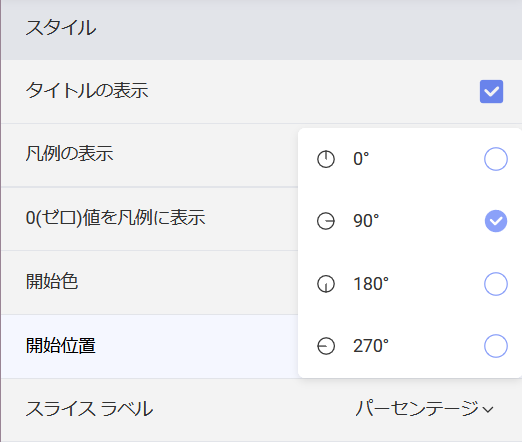 スタイル
タイトルの表示
凡例の表示
0°
0(ゼロ)値を凡例に表示
90°
開始色
180°
開始位置
270°
スライス ラベル
パーセンテージ